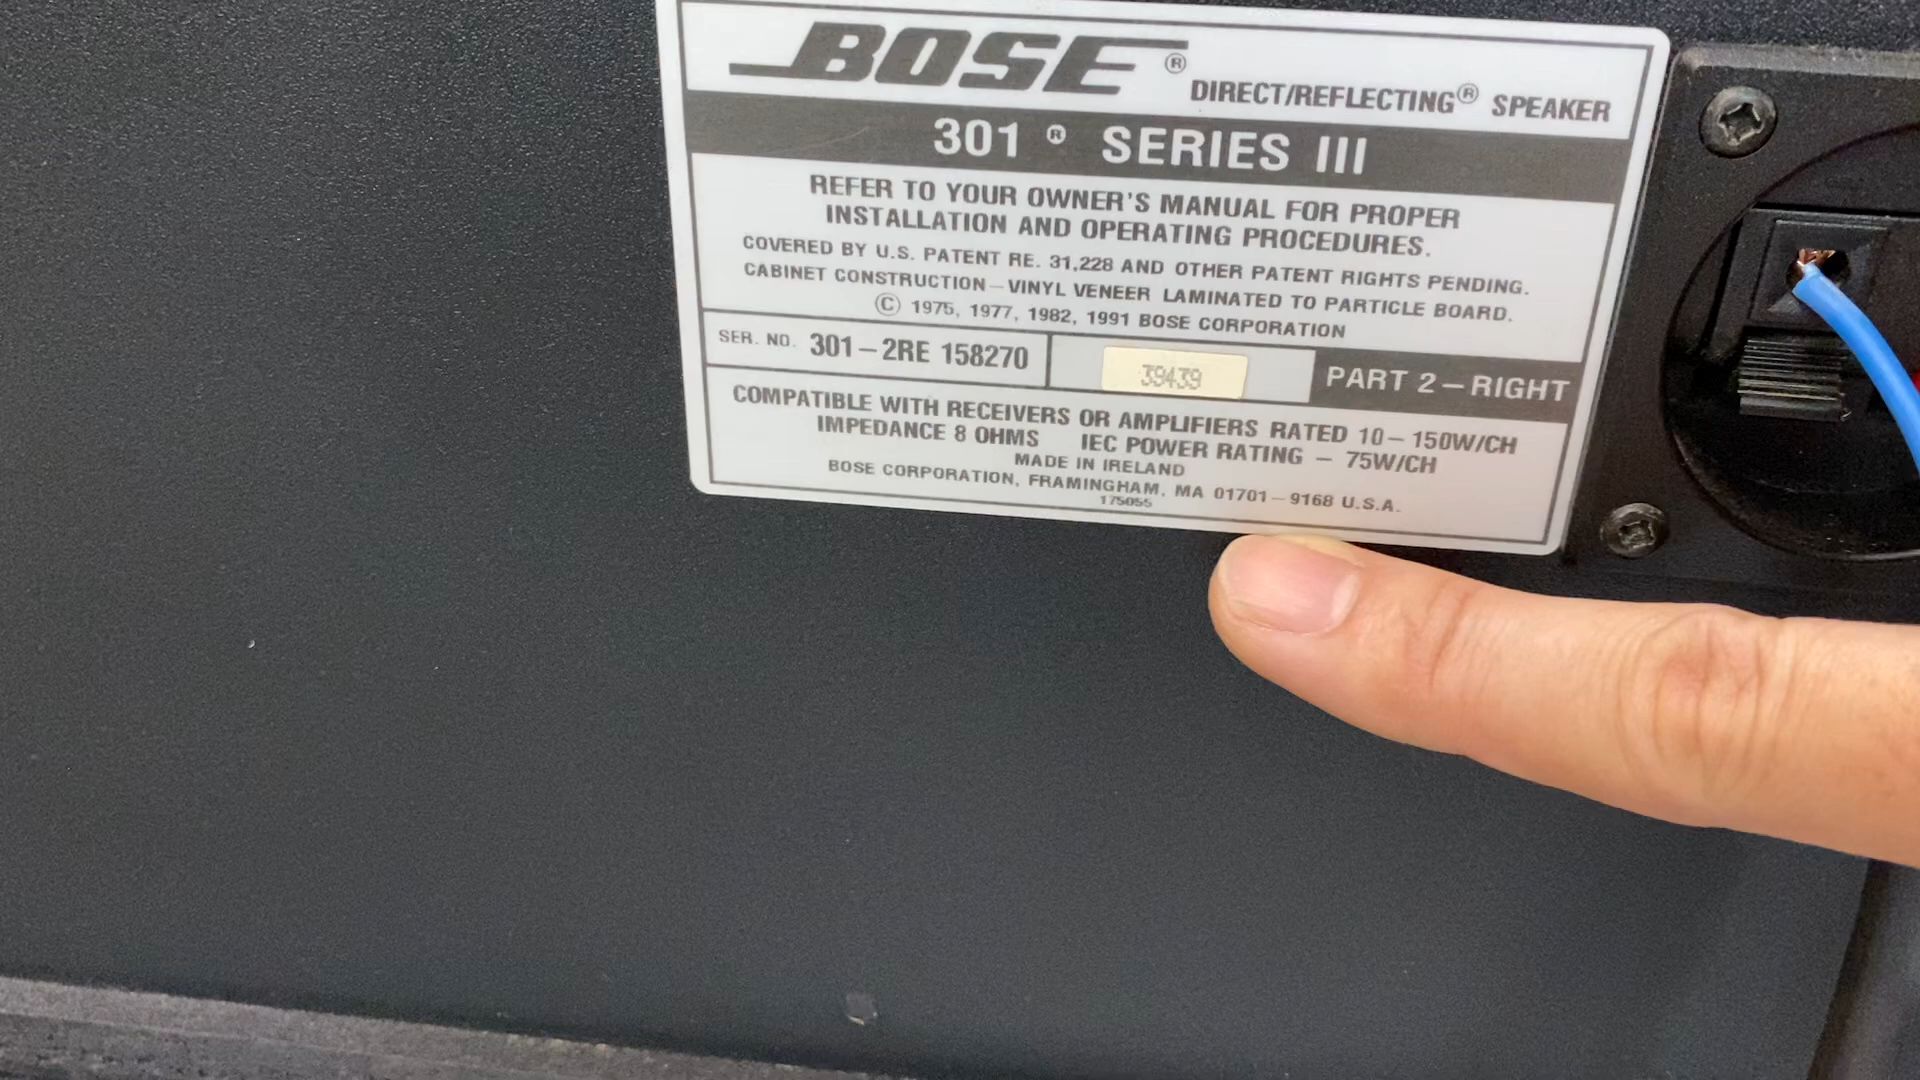 BOSE® DIRECT/REFLECTING® SPEAKER
301® SERIES III
REFER TO YOUR OWNER'S MANUAL FOR PROPER
INSTALLATION AND OPERATING PROCEDURES.
COVERED BY U.S. PATENT RE. 31,228 AND OTHER PATENT RIGHTS PENDING.
CABINET CONSTRUCTION—VINYL VENEER LAMINATED TO PARTICLE BOARD.
© 1975, 1977, 1982, 1991 BOSE CORPORATION
SER. NO. 301-2RE 158270 39439 PART 2-RIGHT
COMPATIBLE WITH RECEIVERS OR AMPLIFIERS RATED 10-150W/CH
IMPEDANCE 8 OHMS IEC POWER RATING - 75W/CH
MADE IN IRELAND
BOSE CORPORATION, FRAMINGHAM, MA 01701-9168 U.S.A.
175055